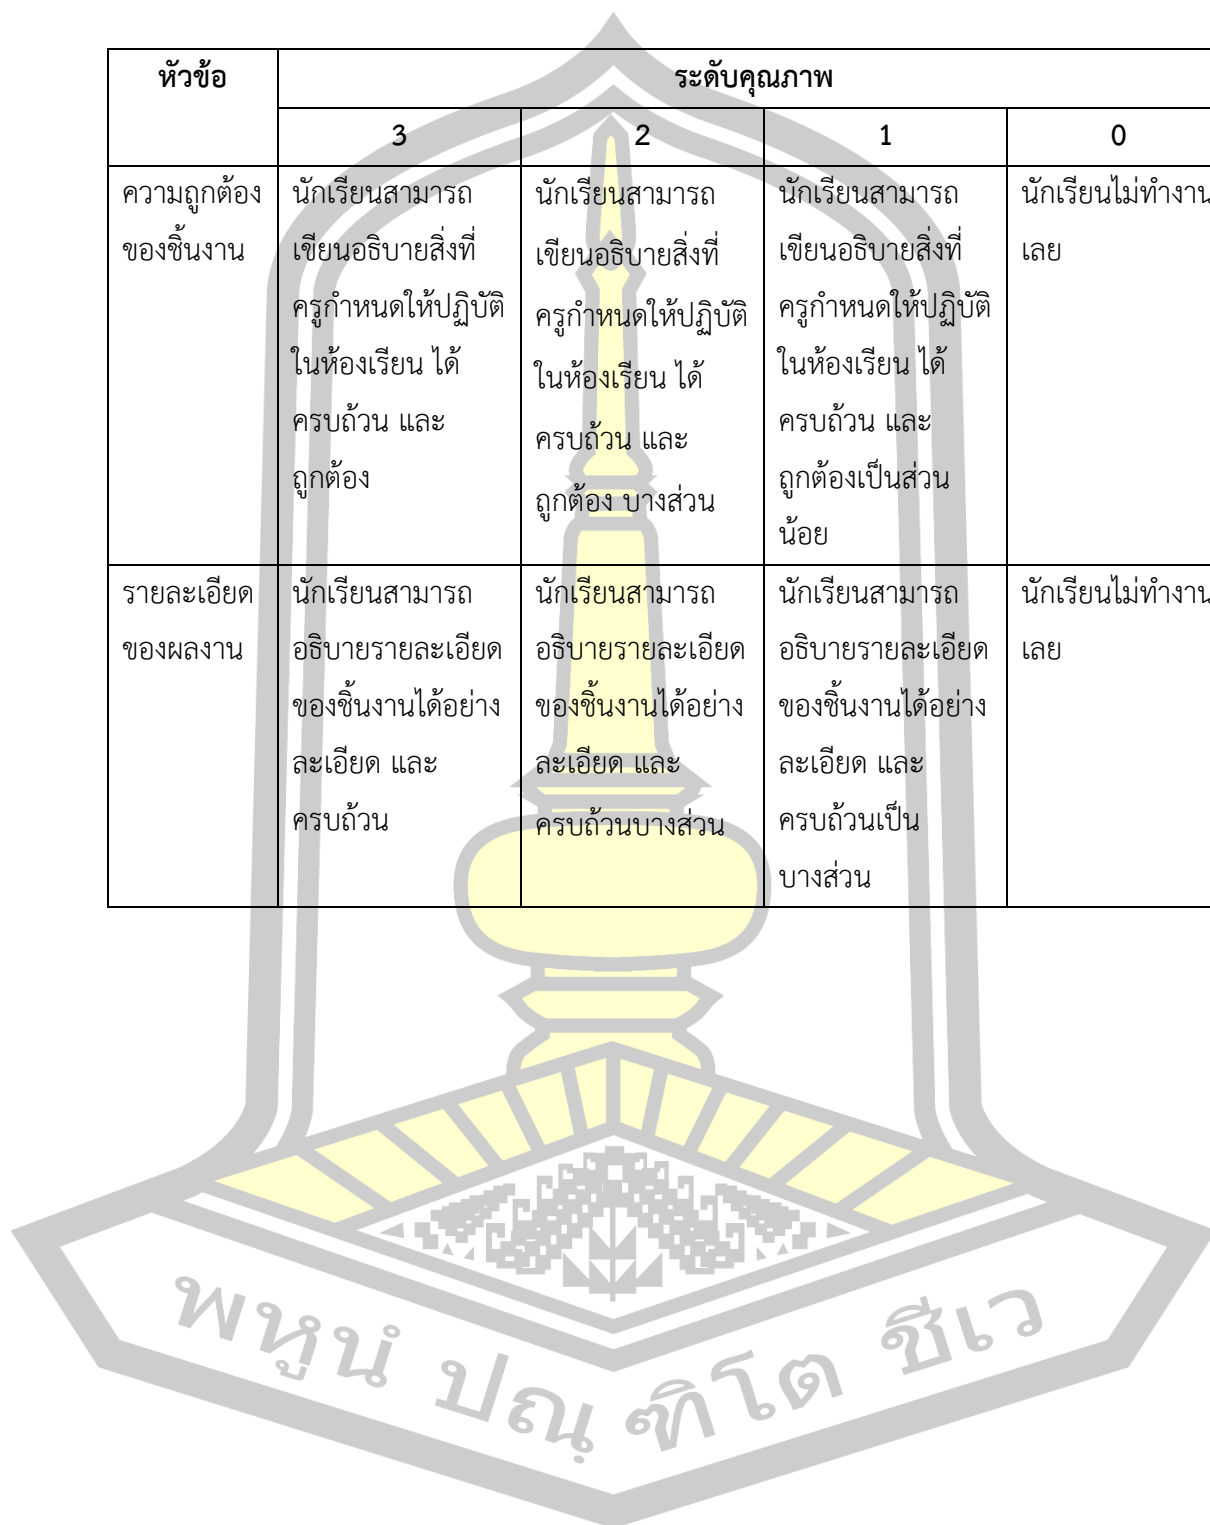 หัวข้อ
ระดับคุณภาพ
3
2
1
0
ความถูกต้อง
ของชิ้นงาน
นักเรียนสามารถ
เขียนอธิบายสิ่งที่
ครูกำหนดให้ปฏิบัติ
ในห้องเรียน ได้
ครบถ้วน และ
ถูกต้อง
นักเรียนสามารถ
เขียนอธิบายสิ่งที่
ครูกำหนดให้ปฏิบัติ
ในห้องเรียน ได้
ครบถ้วน และ
ถูกต้อง บางส่วน
นักเรียนสามารถ
เขียนอธิบายสิ่งที่
ครูกำหนดให้ปฏิบัติ
ในห้องเรียน ได้
ครบถ้วน และ
ถูกต้องเป็นส่วน
น้อย
นักเรียนไม่ทำงาน
เลย
รายละเอียด
ของผลงาน
นักเรียนสามารถ
อธิบายรายละเอียด
ของชิ้นงานได้อย่าง
ละเอียด และ
ครบถ้วน
นักเรียนสามารถ
อธิบายรายละเอียด
ของชิ้นงานได้อย่าง
ละเอียด และ
ครบถ้วนบางส่วน
นักเรียนสามารถ
อธิบายรายละเอียด
ของชิ้นงานได้อย่าง
ละเอียด และ
ครบถ้วนเป็น
บางส่วน
นักเรียนไม่ทำงาน
เลย
พหูนํ ปณฺฑิโต ชีเว